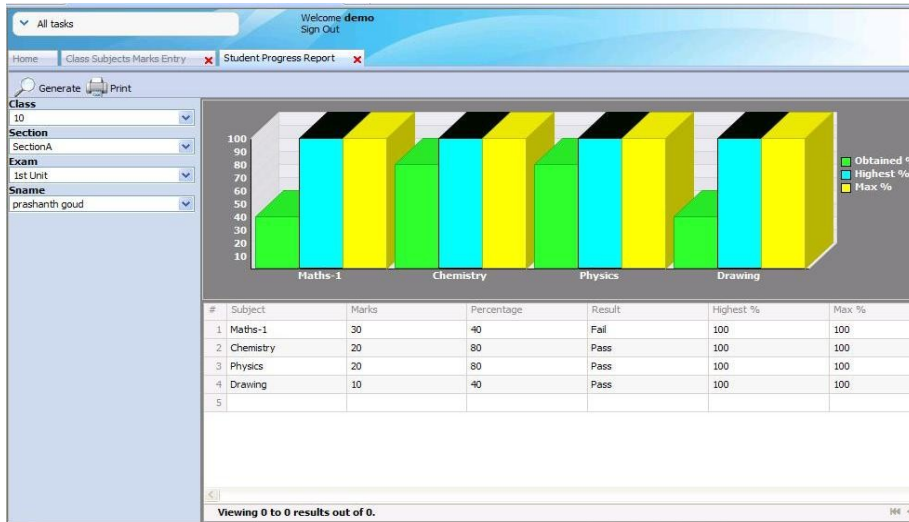 All tasks
Welcome demo
Sign Out
Home
Class Subjects Marks Entry
Student Progress Report
Generate Print
Class
10
Section
SectionA
Exam
1st Unit
Sname
prashanth goud
100
90
80
70
60
50
40
30
20
10
Maths-1 Chemistry Physics Drawing
Obtained %
Highest %
Max %
# Subject Marks Percentage Result Highest % Max %
1 Maths-1 30 40 Fail 100 100
2 Chemistry 20 80 Pass 100 100
3 Physics 20 80 Pass 100 100
4 Drawing 10 40 Pass 100 100
5
Viewing 0 to 0 results out of 0.